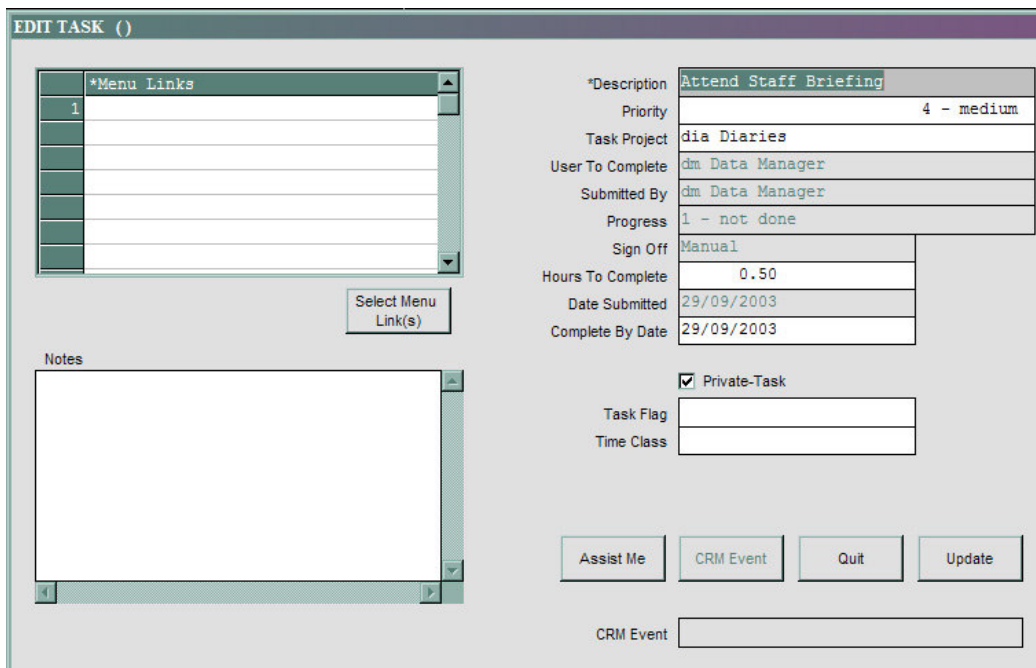 EDIT TASK ()
*Menu Links
1
Select Menu
Link(s)
Notes
*Description Attend Staff Briefing
Priority 4 - medium
Task Project dia Diaries
User To Complete dm Data Manager
Submitted By dm Data Manager
Progress 1 - not done
Sign Off Manual
Hours To Complete 0.50
Date Submitted 29/09/2003
Complete By Date 29/09/2003
Private-Task
Task Flag
Time Class
Assist Me CRM Event Quit Update
CRM Event